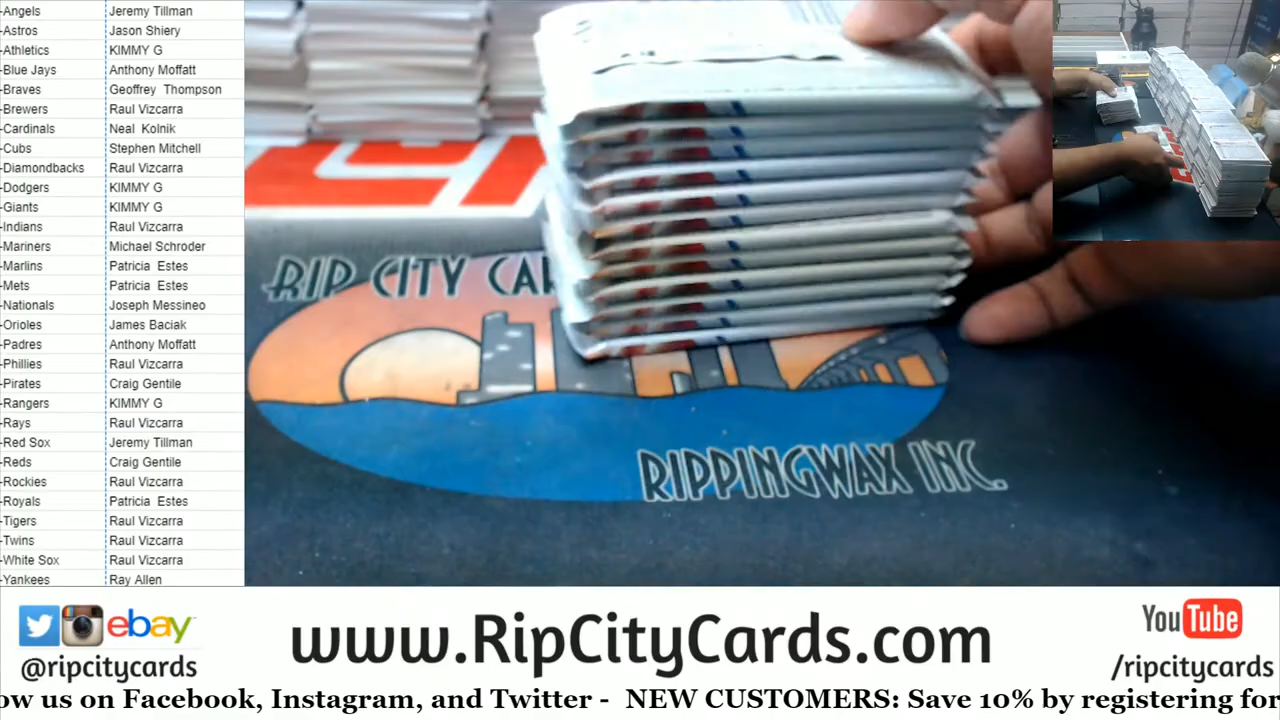 -Angels Jeremy Tillman
-Astros Jason Shiery
-Athletics KIMMY G
-Blue Jays Anthony Moffatt
-Braves Geoffrey Thompson
-Brewers Raul Vizcarra
-Cardinals Neal Kolnik
-Cubs Stephen Mitchell
-Diamondbacks Raul Vizcarra
-Dodgers KIMMY G
-Giants KIMMY G
-Indians Raul Vizcarra
-Mariners Michael Schroder
-Marlins Patricia Estes
-Mets Patricia Estes
-Nationals Joseph Messineo
-Orioles James Baciak
-Padres Anthony Moffatt
-Phillies Raul Vizcarra
-Pirates Craig Gentile
-Rangers KIMMY G
-Rays Raul Vizcarra
-Red Sox Jeremy Tillman
-Reds Craig Gentile
-Rockies Raul Vizcarra
-Royals Patricia Estes
-Tigers Raul Vizcarra
-Twins Raul Vizcarra
-White Sox Raul Vizcarra
-Yankees Ray Allen
RIP CITY CAR
RIPPINGWAX INC.
ebay
@ripcitycards
www.RipCityCards.com
YouTube
/ripcitycards
ow us on Facebook, Instagram, and Twitter - NEW CUSTOMERS: Save 10% by registering for